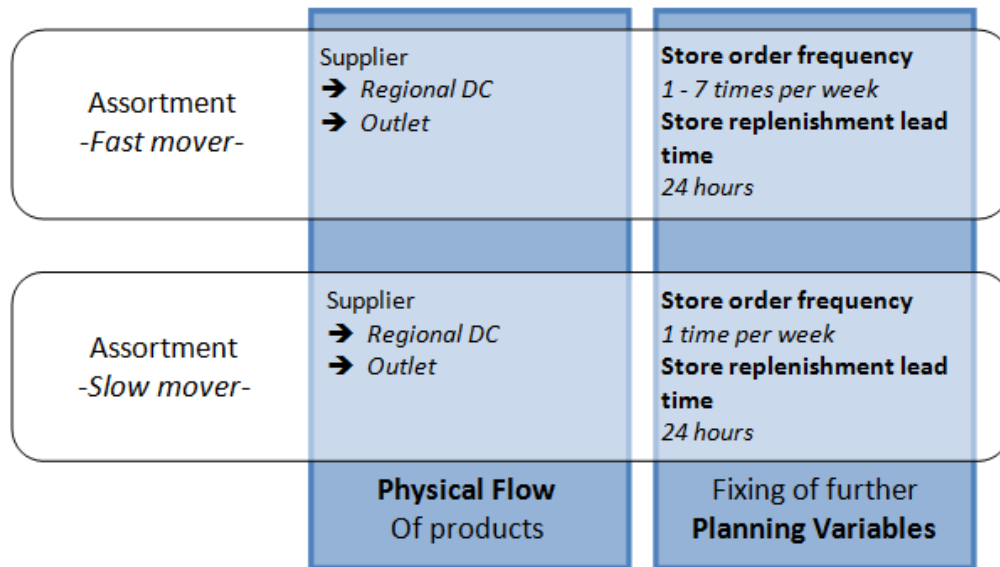 Assortment
-Fast mover-
Supplier
➔ Regional DC
➔ Outlet
Store order frequency
1 - 7 times per week
Store replenishment lead
time
24 hours
Assortment
-Slow mover-
Supplier
➔ Regional DC
➔ Outlet
Store order frequency
1 time per week
Store replenishment lead
time
24 hours
Physical Flow
Of products
Fixing of further
Planning Variables